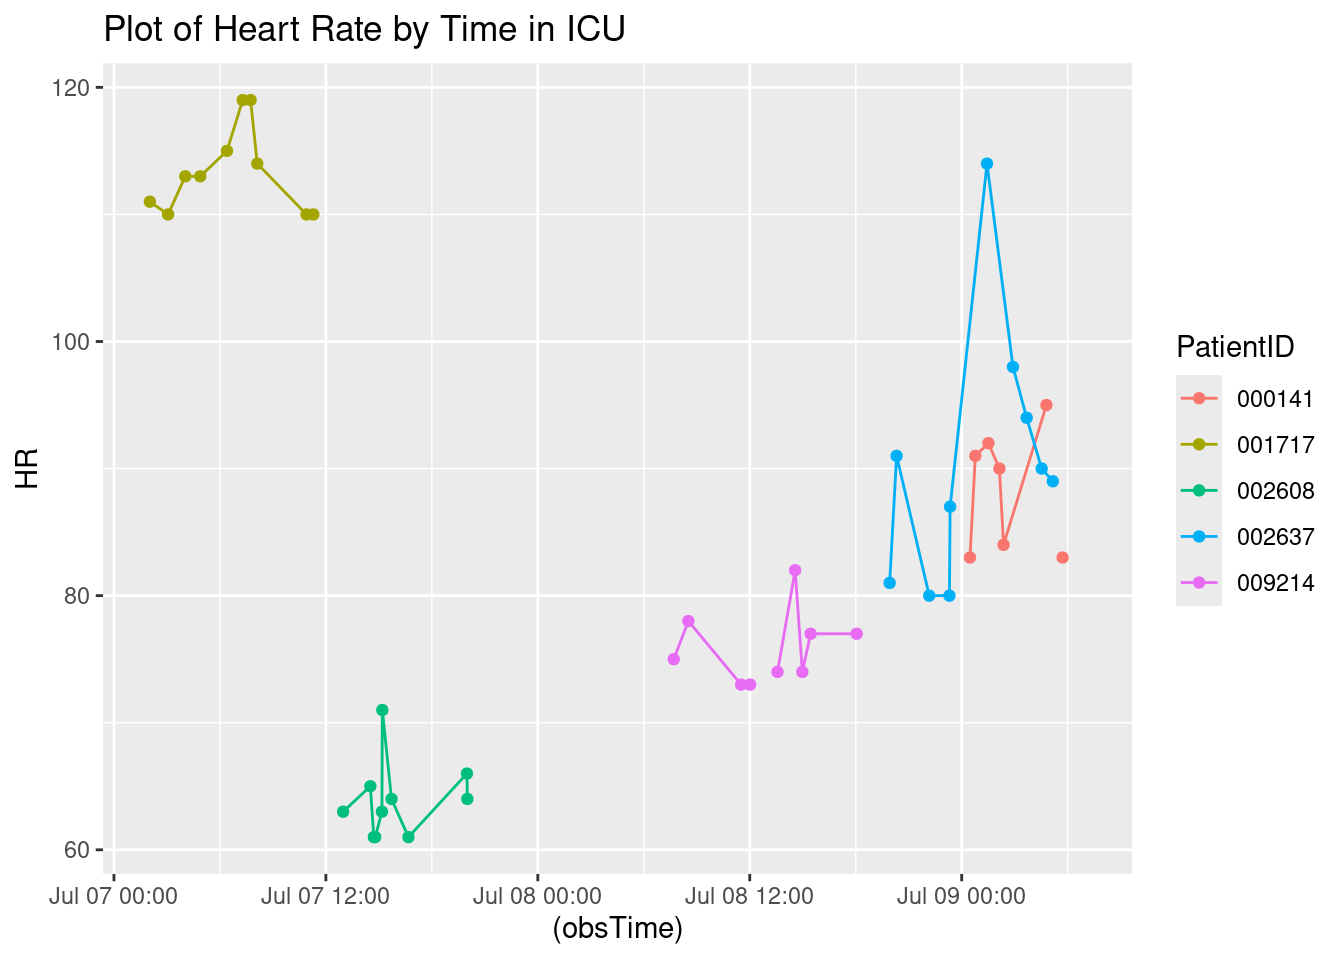 Plot of Heart Rate by Time in ICU
120
100
80
60
HR
Jul 07 00:00 Jul 07 12:00 Jul 08 00:00 Jul 08 12:00 Jul 09 00:00
(obsTime)
PatientID
000141
001717
002608
002637
009214